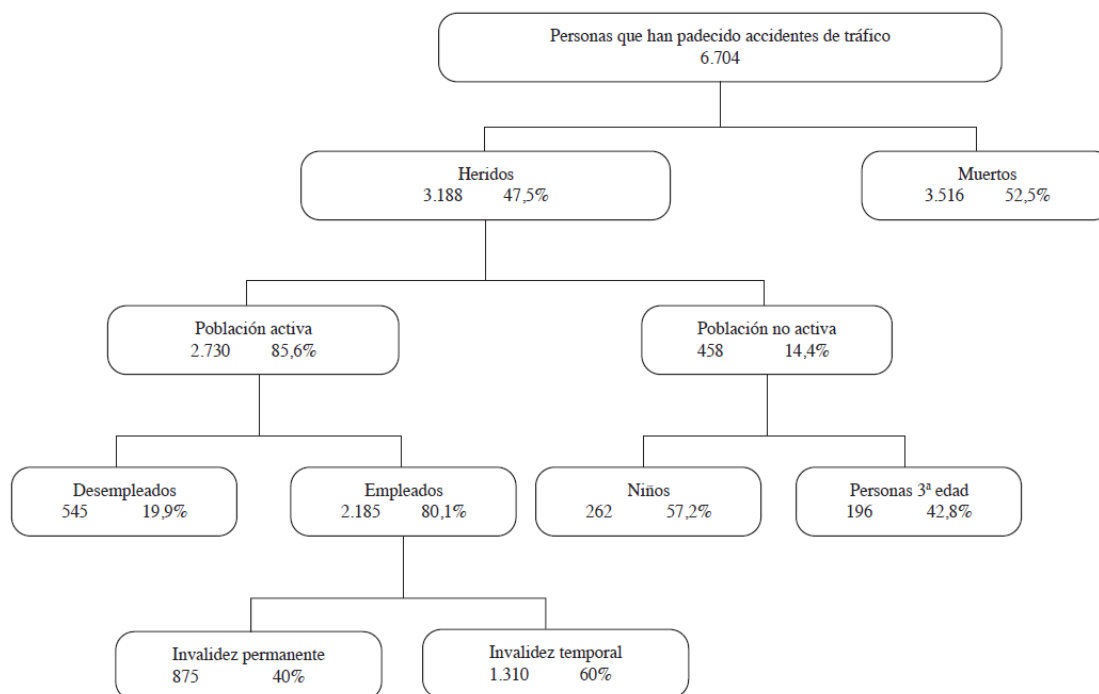 Personas que han padecido accidentes de tráfico
6.704
Heridos
3.188 47,5%
Muertos
3.516 52,5%
Población activa
2.730 85,6%
Población no activa
458 14,4%
Desempleados
545 19,9%
Empleados
2.185 80,1%
Niños
262 57,2%
Personas 3ª edad
196 42,8%
Invalidez permanente
875 40%
Invalidez temporal
1.310 60%